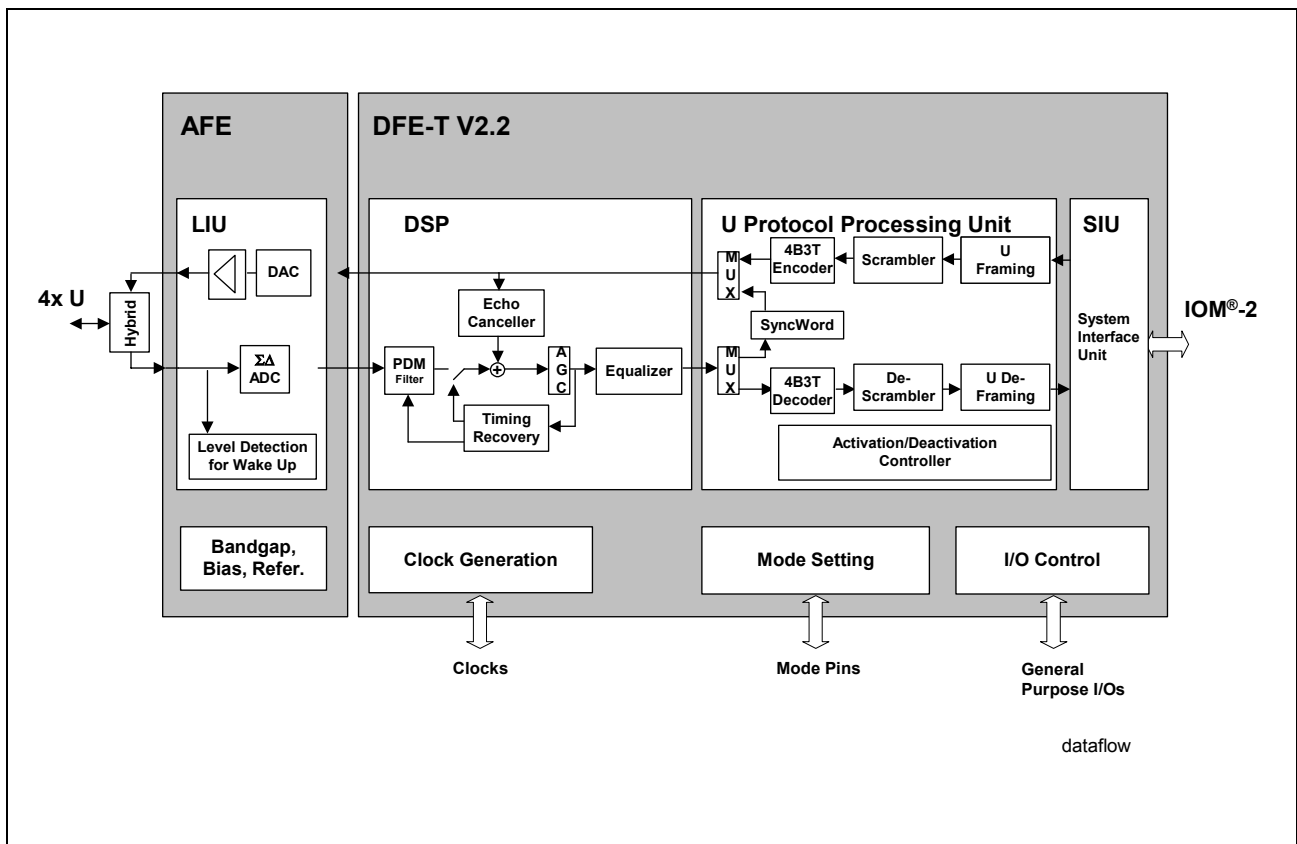 AFE
DFE-T V2.2
LIU
DSP
U Protocol Processing Unit
SIU
DAC
4x U
Hybrid
ΣΔ
ADC
Level Detection
for Wake Up
Echo
Canceller
PDM
Filter
+
A
G
C
Equalizer
Timing
Recovery
M
U
X
4B3T
Encoder
Scrambler
U
Framing
SyncWord
M
U
X
4B3T
Decoder
De-
Scrambler
U De-
Framing
Activation/Deactivation
Controller
System
Interface
Unit
IOM®-2
Bandgap,
Bias, Refer.
Clock Generation
Mode Setting
I/O Control
Clocks
Mode Pins
General
Purpose I/Os
dataflow